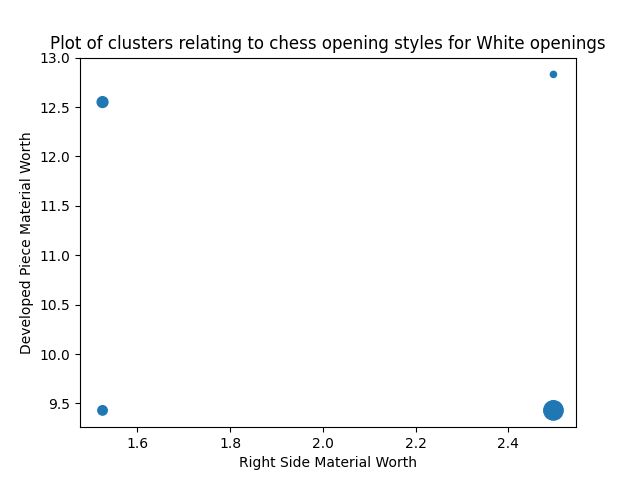 Plot of clusters relating to chess opening styles for White openings
13.0
12.5
12.0
11.5
11.0
10.5
10.0
9.5
Developed Piece Material Worth
1.6 1.8 2.0 2.2 2.4
Right Side Material Worth